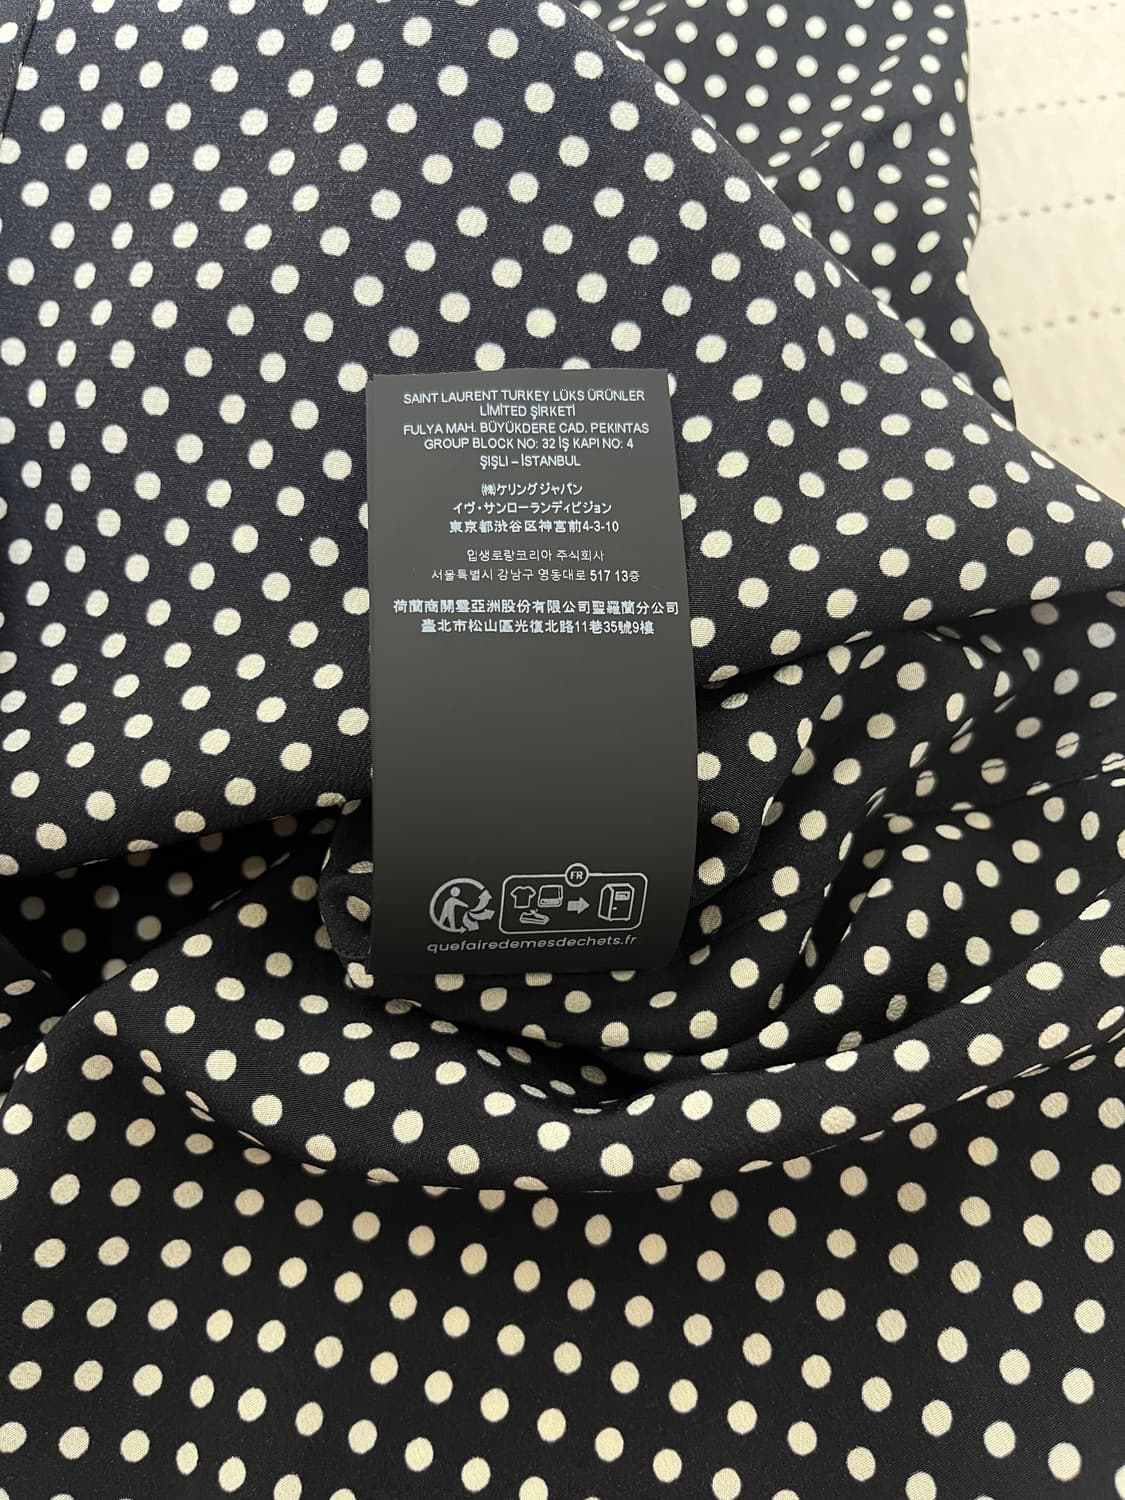 SAINT LAURENT TURKEY LÜKS ÜRÜNLER
LİMİTED ŞİRKETİ
FULYA MAH. BÜYÜKDERE CAD. PEKINTAS
GROUP BLOCK NO: 32 İŞ KAPI NO: 4
ŞIŞLI – İSTANBUL
㈱ケリングジャパン
イヴ・サンローランディビジョン
東京都渋谷区神宮前4-3-10
입생로랑코리아 주식회사
서울특별시 강남구 영동대로 517 13층
荷蘭商開雲亞洲股份有限公司聖羅蘭分公司
臺北市松山區光復北路11巷35號9樓
FR
quefairedemesdechets.fr